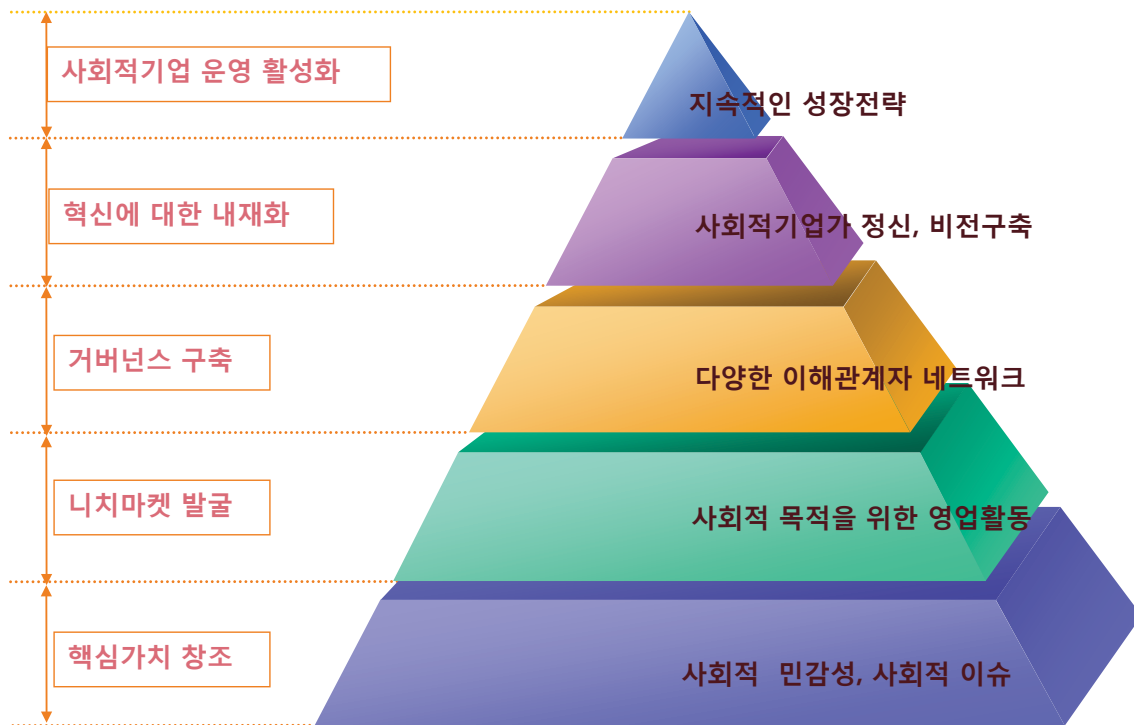 사회적기업 운영 활성화
지속적인 성장전략
혁신에 대한 내재화
사회적기업가 정신, 비전구축
거버넌스 구축
다양한 이해관계자 네트워크
니치마켓 발굴
사회적 목적을 위한 영업활동
핵심가치 창조
사회적  민감성, 사회적 이슈